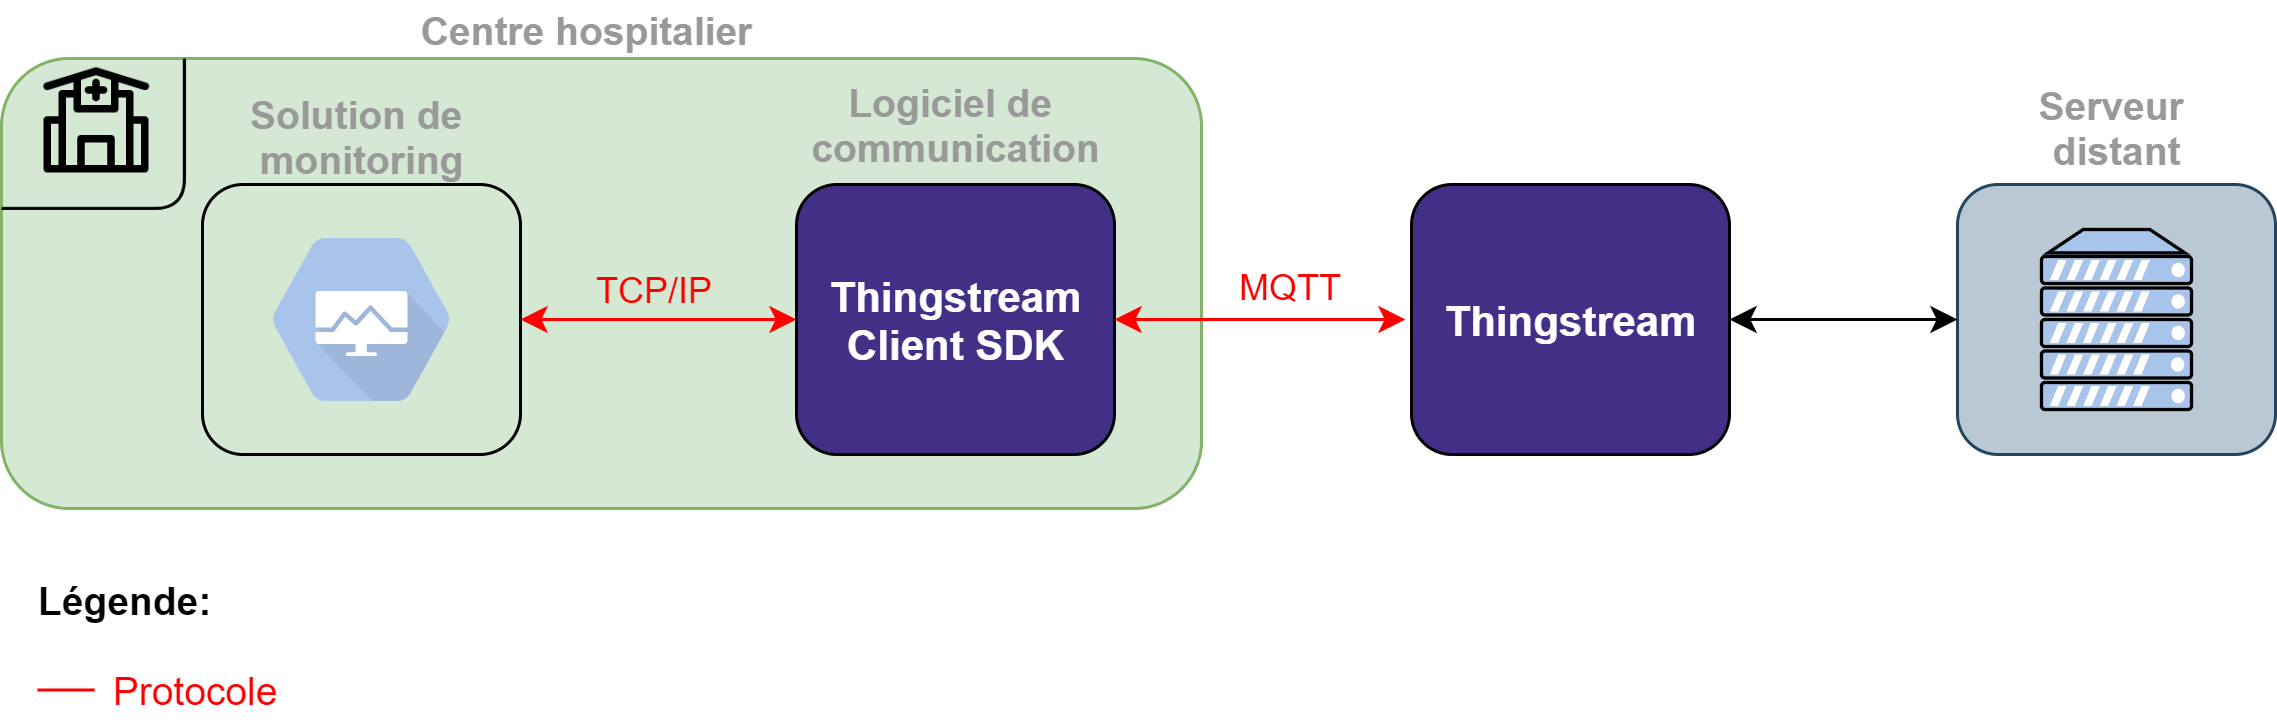 Centre hospitalier
Solution de
monitoring
Logiciel de
communication
Serveur
distant
TCP/IP
Thingstream
Client SDK
MQTT
Thingstream
Légende:
Protocole